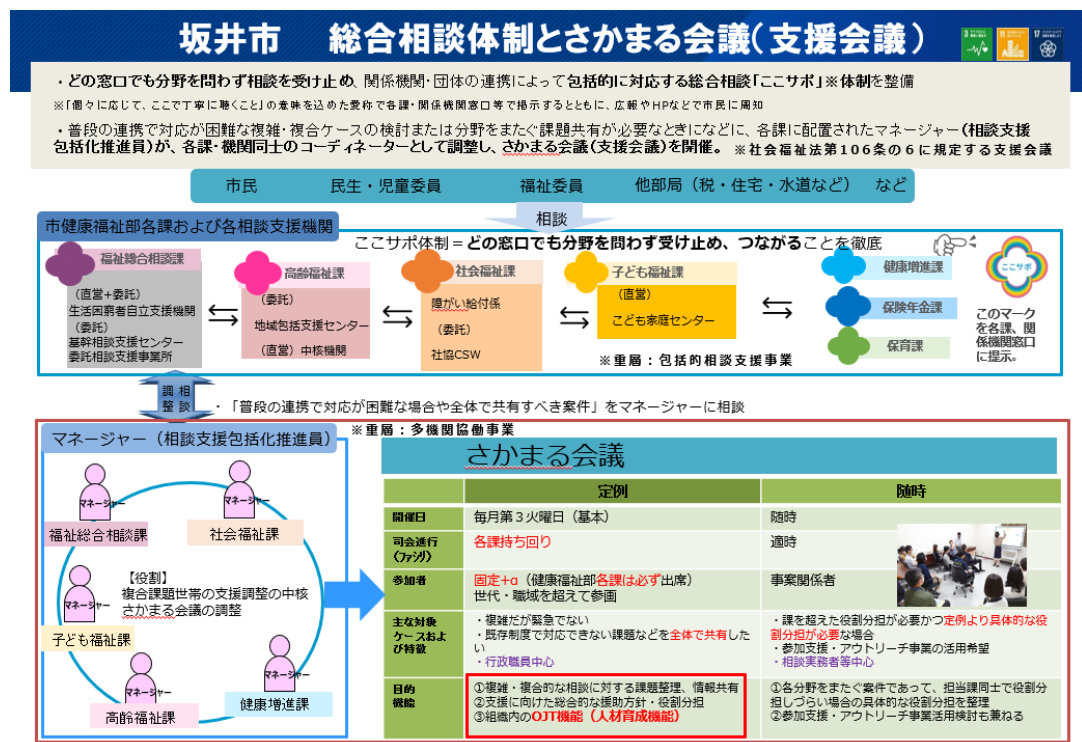 坂井市　総合相談体制とさかまる会議(支援会議)
・どの窓口でも分野を問わず相談を受け止め、関係機関・団体の連携によって包括的に対応する総合相談「ここサポ」※体制を整備
※「個々に応じて、ここで丁寧に聴くこと」の意味を込めた愛称で各課・関係機関窓口等で掲示するとともに、広報やHPなどで市民に周知
・普段の連携で対応が困難な複雑・複合ケースの検討または分野をまたぐ課題共有が必要なときになどに、各課に配置されたマネージャー(相談支援
包括化推進員)が、各課・機関同士のコーディネーターとして調整し、さかまる会議(支援会議)を開催。 ※社会福祉法第106条の6に規定する支援会議
市民　民生・児童委員　福祉委員　他部局（税・住宅・水道など）　など
相談
市健康福祉部各課および各相談支援機関
ここサポ体制＝どの窓口でも分野を問わず受け止め、つながることを徹底
福祉総合相談課
（直営+委託）
生活困窮者自立支援機関
（委託）
基幹相談支援センター
委託相談支援事業所
高齢福祉課
（委託）
地域包括支援センター
（直営）中核機関
社会福祉課
障がい給付係
（委託）
社協CSW
子ども福祉課
（直営）
こども家庭センター
健康増進課
保険年金課
保育課
ここサポ
このマーク
を各課、関
係機関窓口
に提示。
※重層：包括的相談支援事業
調 相
整 談
・「普段の連携で対応が困難な場合や全体で共有すべき案件」をマネージャーに相談
※重層：多機関協働事業
マネージャー（相談支援包括化推進員）
マネージャー
福祉総合相談課
マネージャー
社会福祉課
マネージャー
子ども福祉課
【役割】
複合課題世帯の支援調整の中核
さかまる会議の調整
マネージャー
高齢福祉課
マネージャー
健康増進課
さかまる会議
定例　随時
開催日　毎月第３火曜日（基本）　随時
司会進行
（ファシリ）　各課持ち回り　適時
参加者　固定+α（健康福祉部各課は必ず出席）
世代・職域を超えて参画　事案関係者
主な対象
ケースおよ
び特徴
・複雑だが緊急でない
・既存制度で対応できない課題などを全体で共有した
い
・行政職員中心
・課を超えた役割分担が必要かつ定例より具体的な役
割分担が必要な場合
・参加支援・アウトリーチ事業の活用希望
・相談実務者等中心
目的
機能
①複雑・複合的な相談に対する課題整理、情報共有
②支援に向けた総合的な援助方針・役割分担
③組織内のOJT機能（人材育成機能）
①各分野をまたぐ案件であって、担当課同士で役割分
担しづらい場合の具体的な役割分担を整理
②参加支援・アウトリーチ事業活用検討も兼ねる